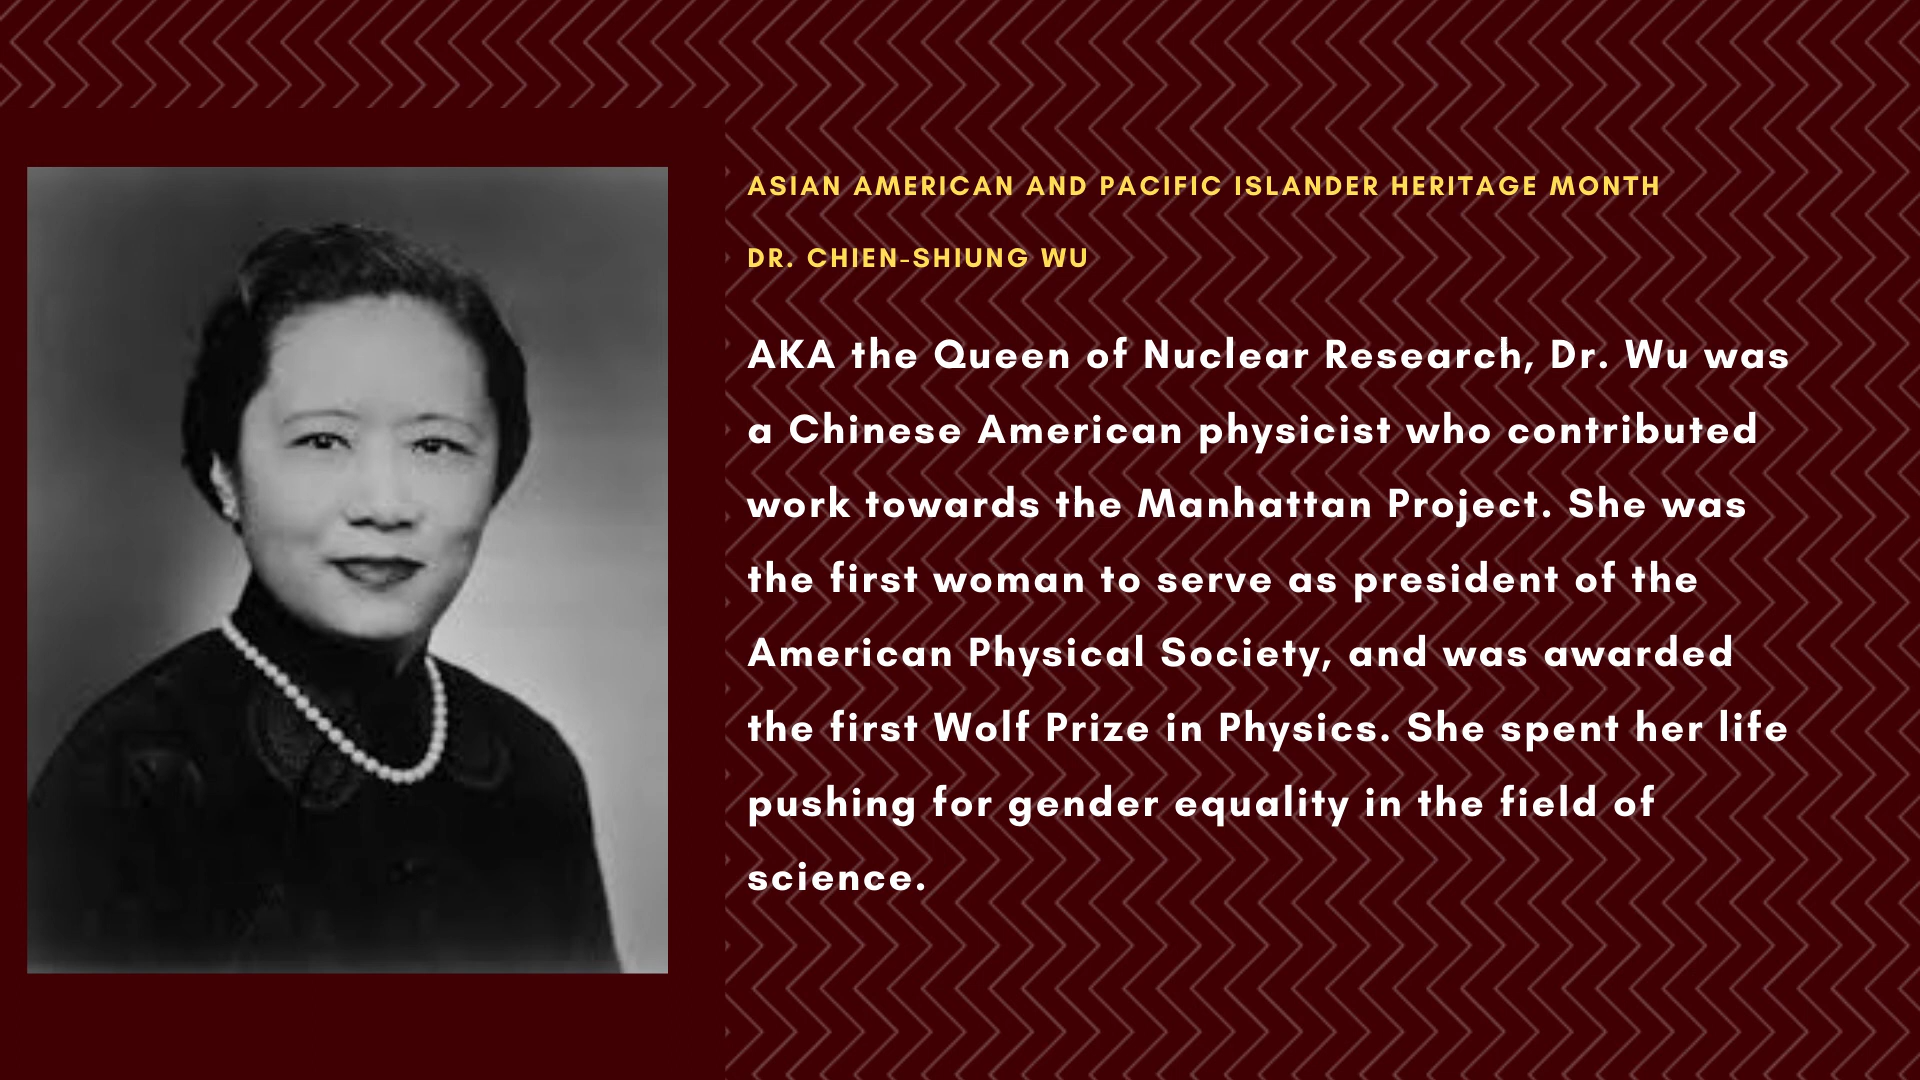 ASIAN AMERICAN AND PACIFIC ISLANDER HERITAGE MONTH
DR. CHIEN-SHIUNG WU
AKA the Queen of Nuclear Research, Dr. Wu was
a Chinese American physicist who contributed
work towards the Manhattan Project. She was
the first woman to serve as president of the
American Physical Society, and was awarded
the first Wolf Prize in Physics. She spent her life
pushing for gender equality in the field of
science.